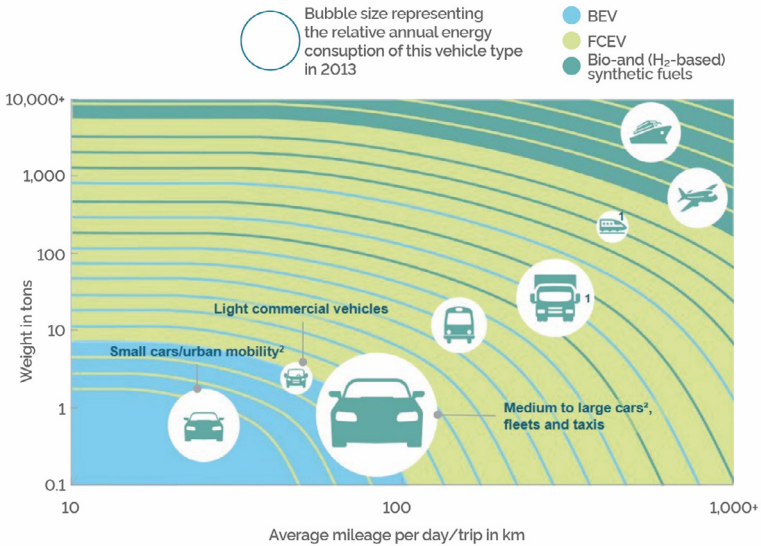 Bubble size representing
the relative annual energy
consuption of this vehicle type
in 2013
BEV
FCEV
Bio-and (H₂-based)
synthetic fuels
10,000+
1,000
100
10
1
0.1
Weight in tons
1
1
Light commercial vehicles
Small cars/urban mobility²
Medium to large cars²,
fleets and taxis
10
100
1,000+
Average mileage per day/trip in km